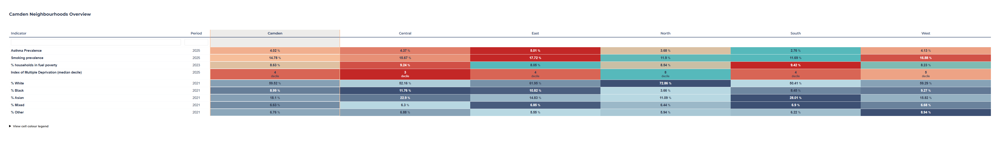 Camden Neighbourhoods Overview
Indicator Period Camden Central East North South West
Asthma Prevalence 2025 4.02 % 4.37 % 5.01 % 3.68 % 2.76 % 4.13 %
Smoking prevalence 2025 14.78 % 15.67 % 17.72 % 11.9 % 11.69 % 16.88 %
% households in fuel poverty 2023 8.63 % 9.24 % 8.05 % 8.54 % 9.42 % 8.23 %
Index of Multiple Deprivation (median decile) 2025 4 3 4 8 4 5
decile decile decile decile decile decile
% White 2021 59.52 % 52.16 % 61.95 % 72.86 % 50.41 % 59.29 %
% Black 2021 8.99 % 11.76 % 10.82 % 3.66 % 8.45 % 9.27 %
% Asian 2021 18.1 % 22.9 % 14.83 % 11.09 % 28.01 % 15.82 %
% Mixed 2021 6.63 % 6.3 % 6.85 % 6.44 % 6.9 % 6.68 %
% Other 2021 6.76 % 6.88 % 5.55 % 5.94 % 6.22 % 8.94 %
View cell colour legend